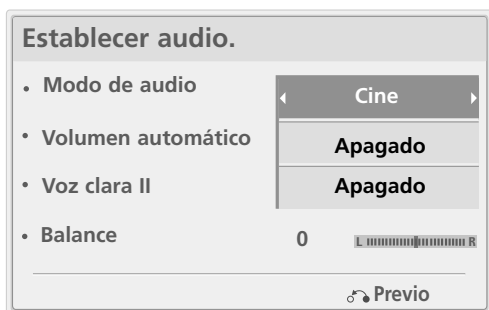 Establecer audio.
• Modo de audio Cine
• Volumen automático Apagado
• Voz clara II Apagado
• Balance 0 L R
Previo